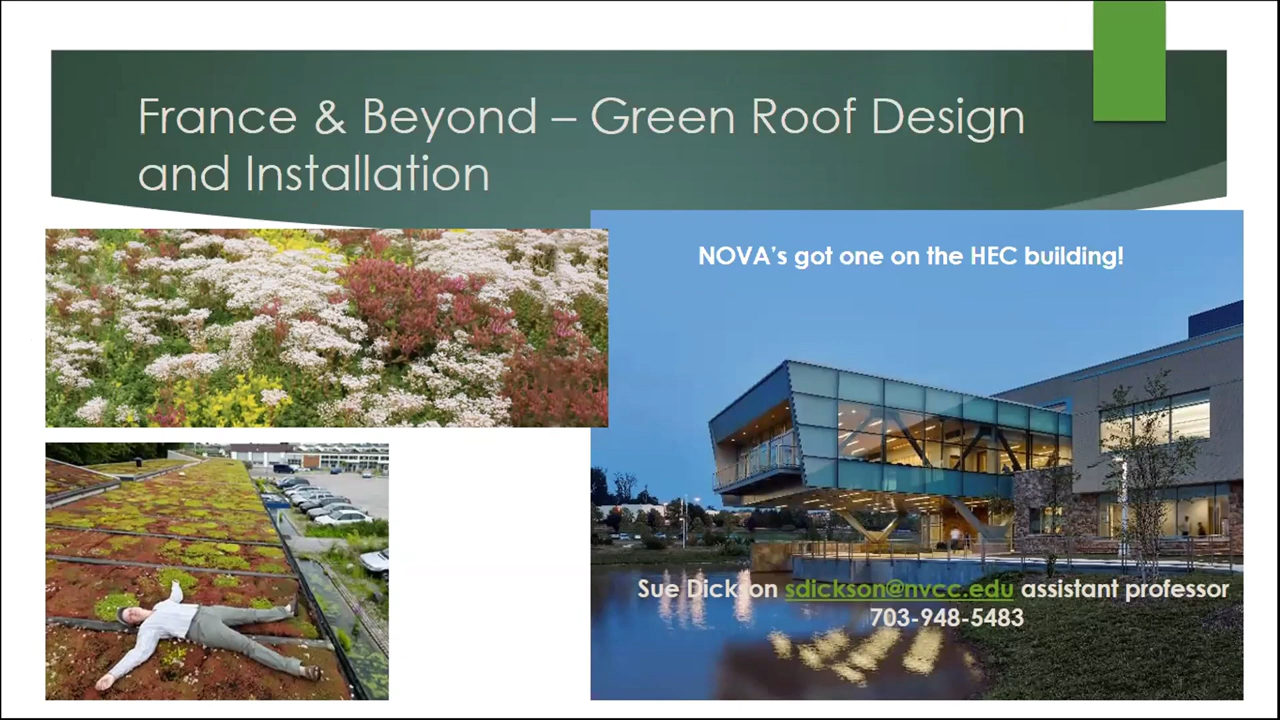 France & Beyond – Green Roof Design
and Installation
NOVA's got one on the HEC building!
Sue Dickson sdickson@nvcc.edu assistant professor
703-948-5483